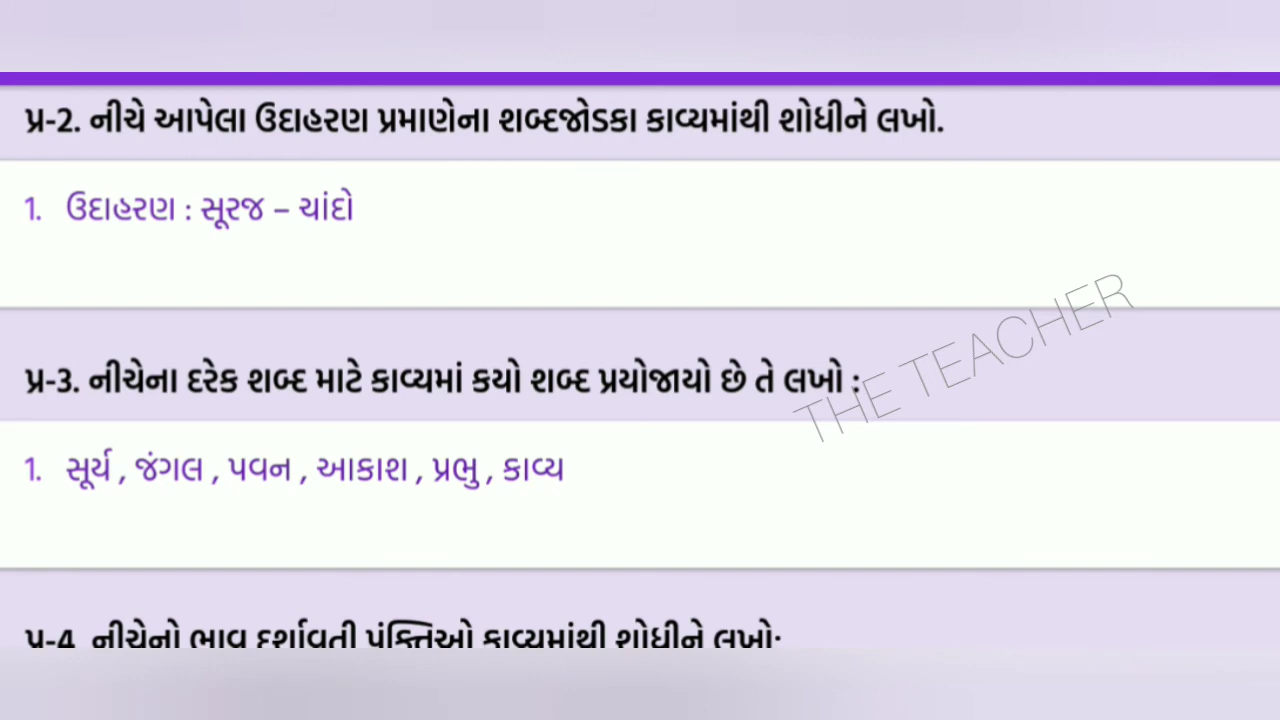 પ્ર-2. નીચે આપેલા ઉદાહરણ પ્રમાણેના શબ્દજોડકા કાવ્યમાંથી શોધીને લખો.
1. ઉદાહરણ : સૂરજ – ચાંદો
THE TEACHER
પ્ર-3. નીચેના દરેક શબ્દ માટે કાવ્યમાં કયો શબ્દ પ્રયોજાયો છે તે લખો :
1. સૂર્ય , જંગલ , પવન , આકાશ , પ્રભુ , કાવ્ય
પ્ર-4 નીચેનો ભાવ દર્શાવતી પંક્તિઓ કાવ્યમાંથી શોધીને લખો: